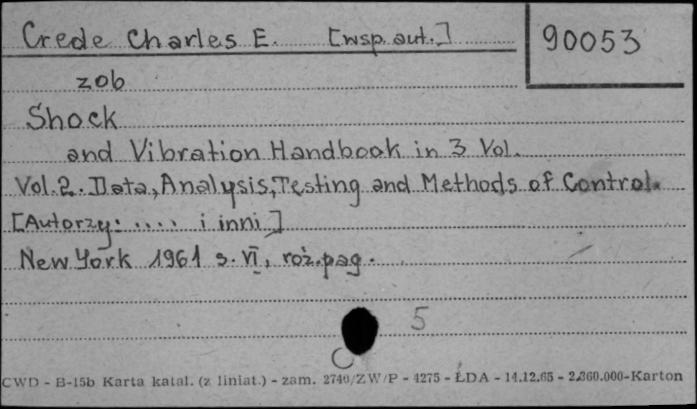 Crede Charles E. [wsp. aut.] 90053
zob
Shock
and Vibration Handbook in 3 Vol.
Vol. 2. Data, Analysis, Testing and Methods of Control.
[Autorzy: .... i inni]
New York 1961 s. VI, róż. pag.
5
CWD - B-15b Karta katal. (z liniat.) - zam. 2740/ZW/P - 4275 - ŁDA - 14.12.65 - 2.360.000-Karton